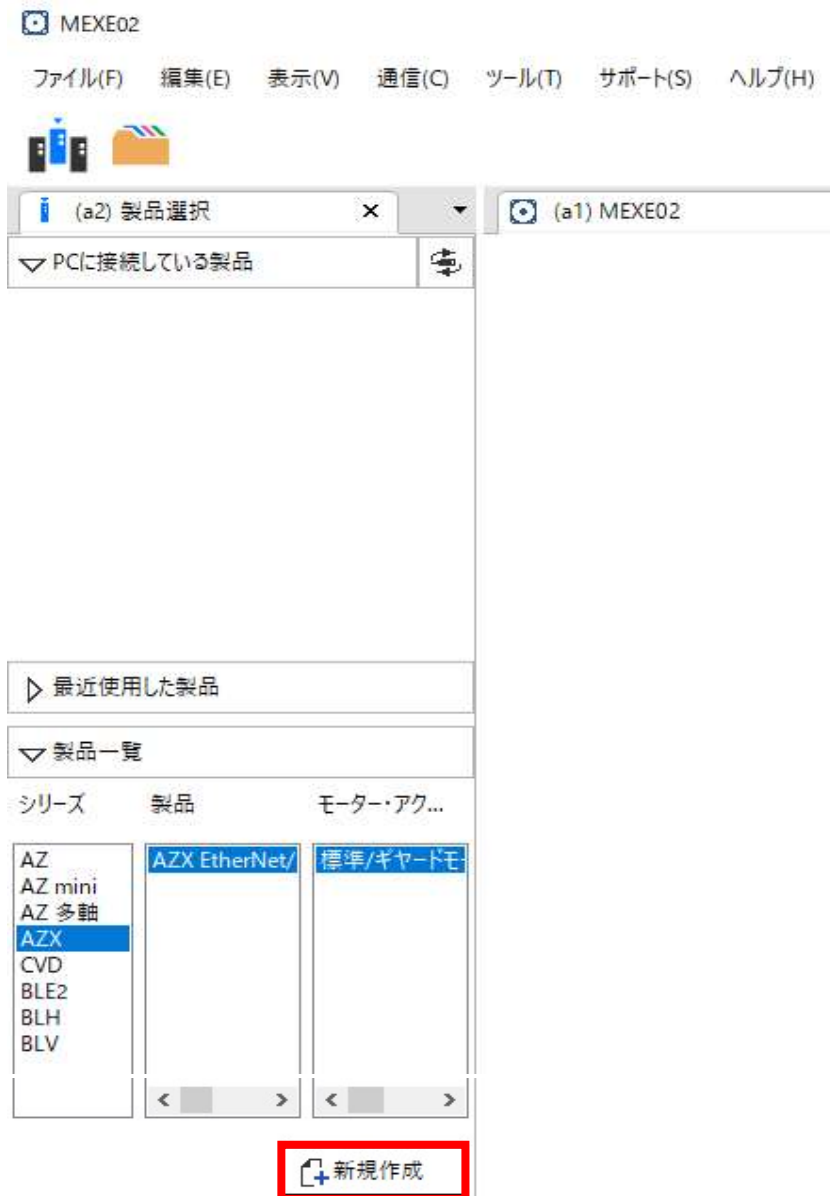 MEXE02
ファイル(F) 編集(E) 表示(V) 通信(C) ツール(T) サポート(S) ヘルプ(H)
(a2) 製品選択 (a1) MEXE02
PCに接続している製品
最近使用した製品
製品一覧
シリーズ 製品 モーター・アク...
AZ AZX EtherNet/ 標準/ギヤードモ
AZ mini
AZ 多軸
AZX
CVD
BLE2
BLH
BLV
新規作成